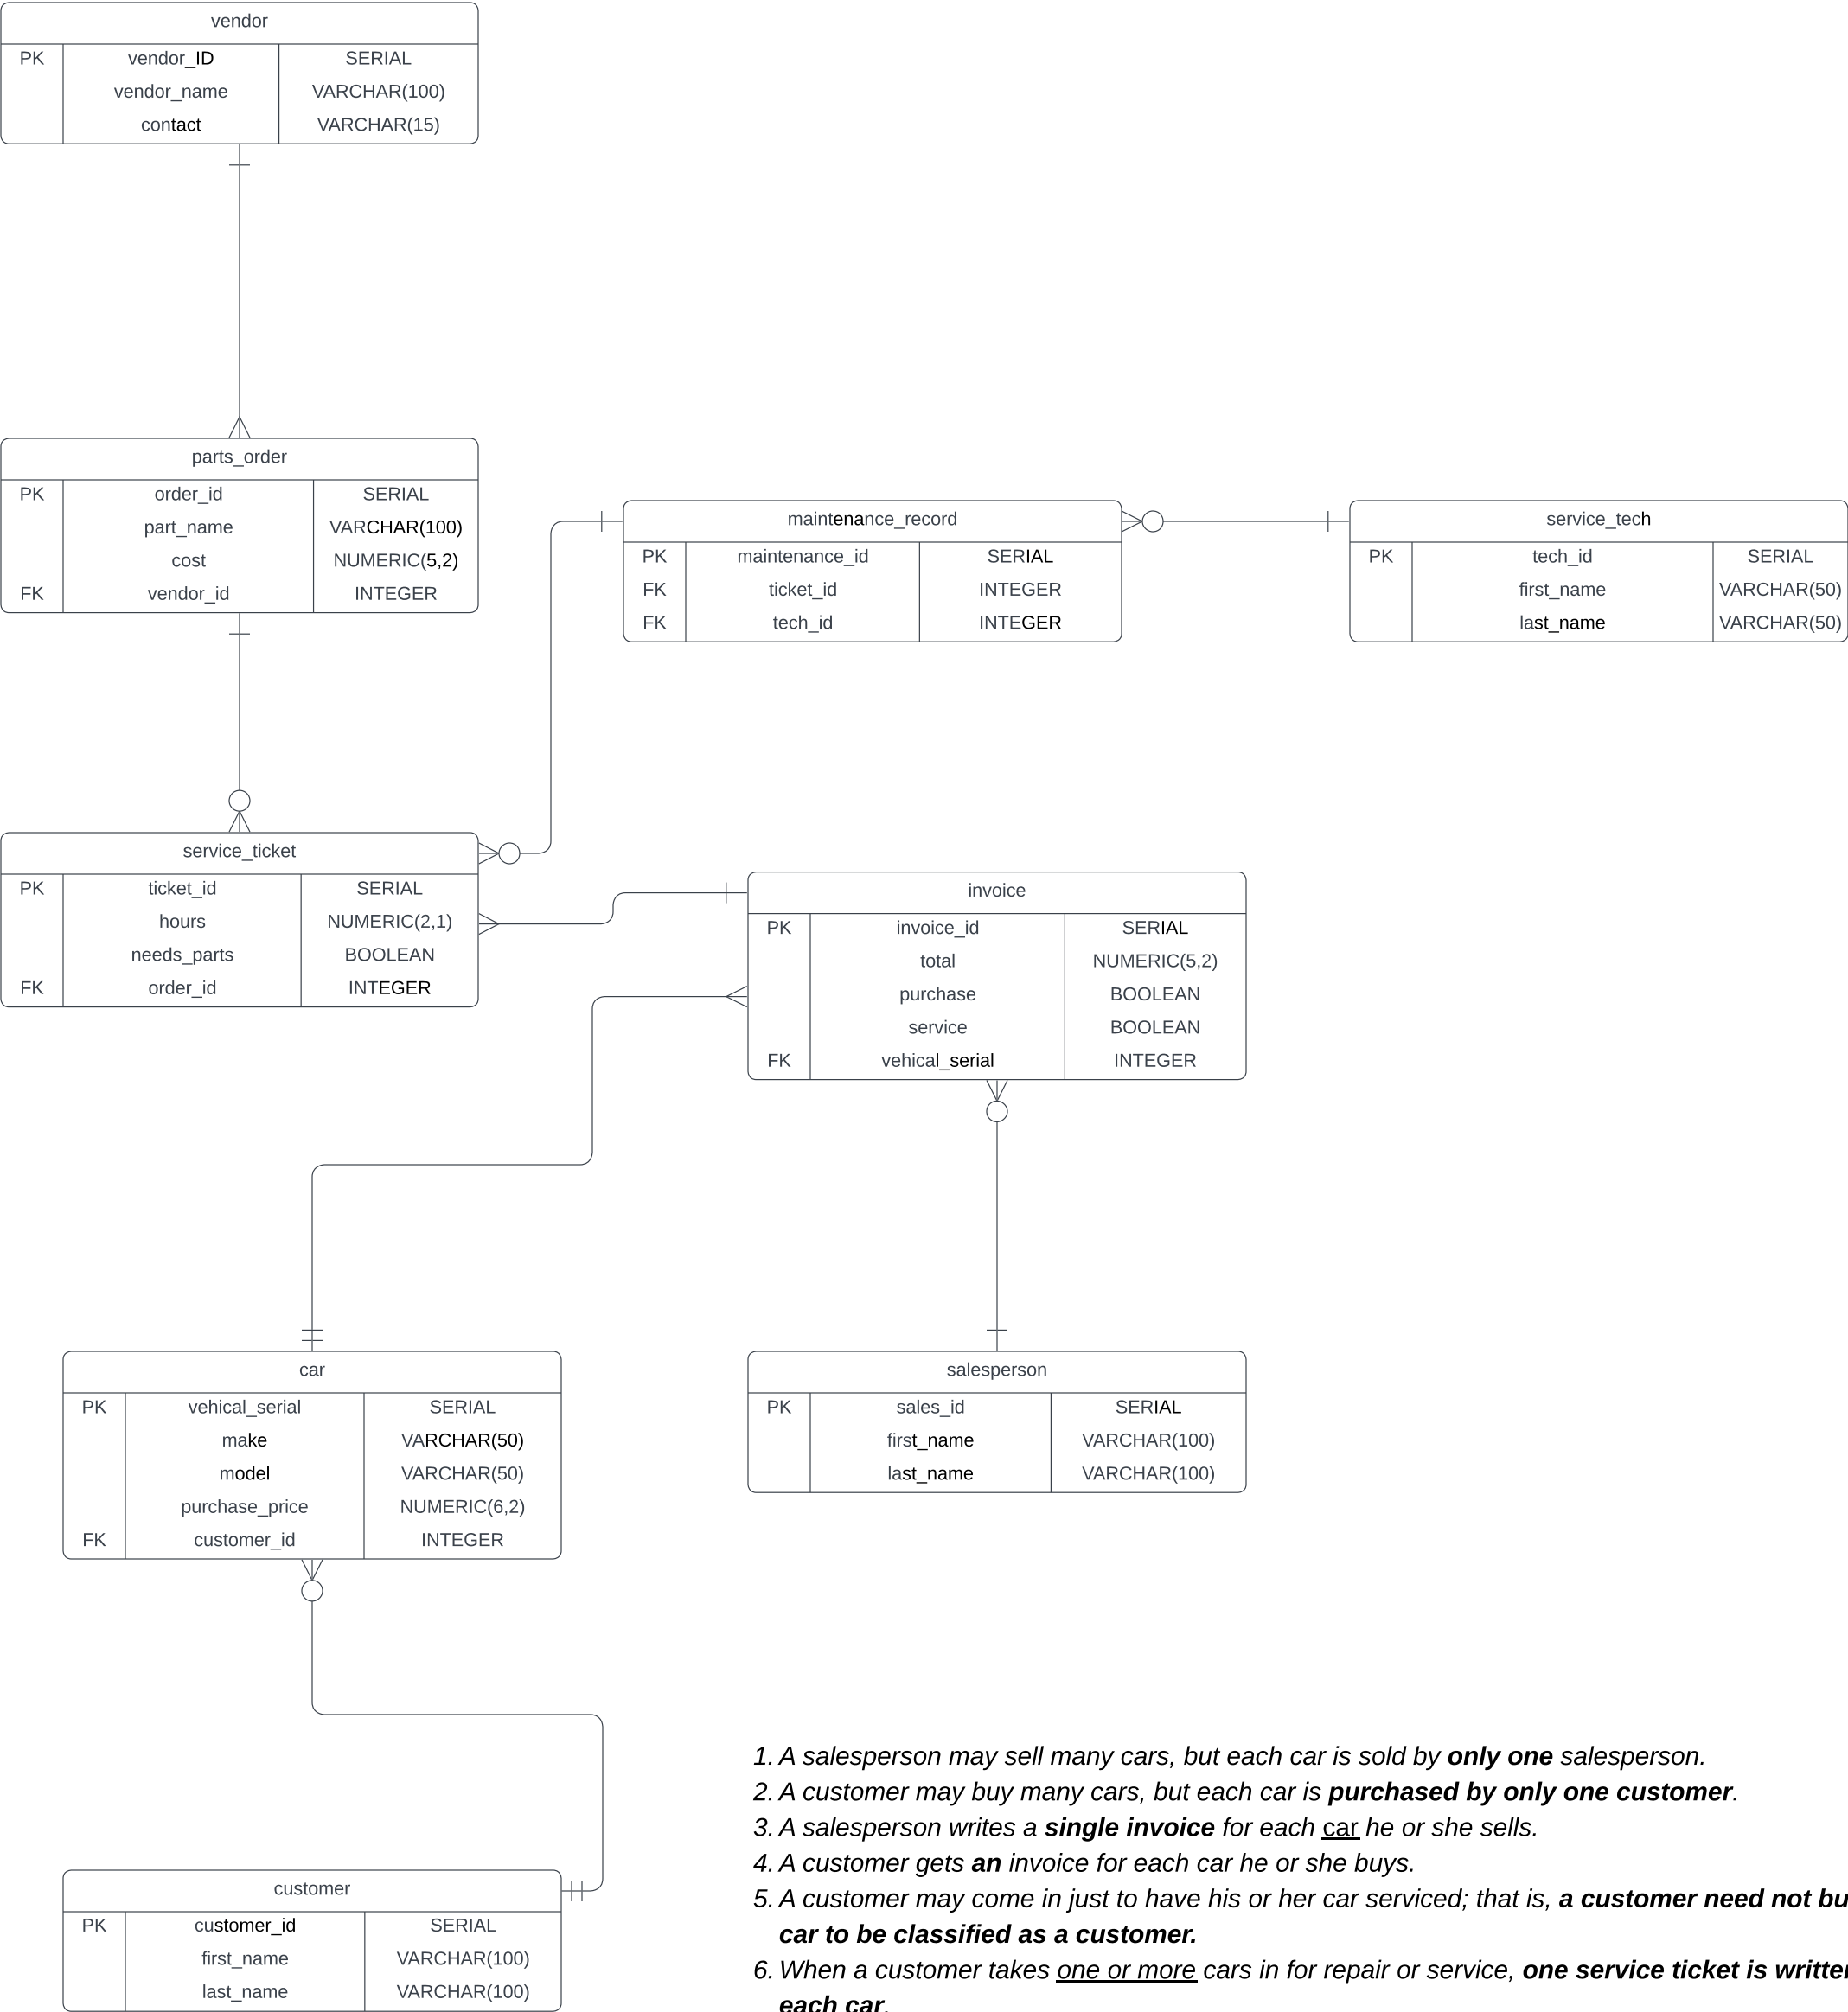 vendor
PK vendor_ID SERIAL
vendor_name VARCHAR(100)
contact VARCHAR(15)
parts_order
PK order_id SERIAL
part_name VARCHAR(100)
cost NUMERIC(5,2)
FK vendor_id INTEGER
maintenance_record
PK maintenance_id SERIAL
FK ticket_id INTEGER
FK tech_id INTEGER
service_tech
PK tech_id SERIAL
first_name VARCHAR(50)
last_name VARCHAR(50)
service_ticket
PK ticket_id SERIAL
hours NUMERIC(2,1)
needs_parts BOOLEAN
FK order_id INTEGER
invoice
PK invoice_id SERIAL
total NUMERIC(5,2)
purchase BOOLEAN
service BOOLEAN
FK vehical_serial INTEGER
car
PK vehical_serial SERIAL
make VARCHAR(50)
model VARCHAR(50)
purchase_price NUMERIC(6,2)
FK customer_id INTEGER
salesperson
PK sales_id SERIAL
first_name VARCHAR(100)
last_name VARCHAR(100)
customer
PK customer_id SERIAL
first_name VARCHAR(100)
last_name VARCHAR(100)
1. A salesperson may sell many cars, but each car is sold by only one salesperson.
2. A customer may buy many cars, but each car is purchased by only one customer.
3. A salesperson writes a single invoice for each car he or she sells.
4. A customer gets an invoice for each car he or she buys.
5. A customer may come in just to have his or her car serviced; that is, a customer need not bu
car to be classified as a customer.
6. When a customer takes one or more cars in for repair or service, one service ticket is written
each car.